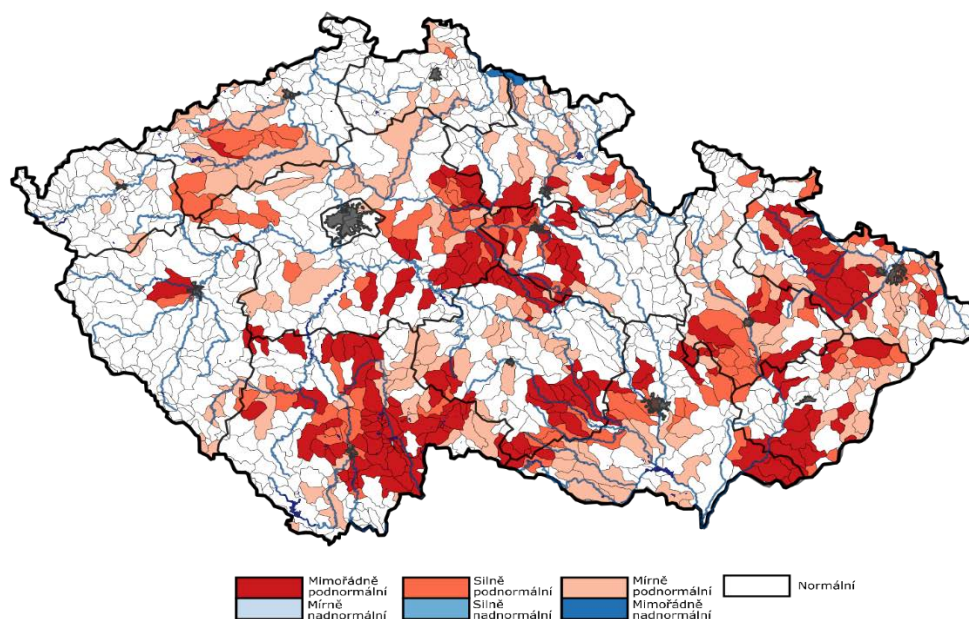 Mimořádně
podnormální
Silně
podnormální
Mírně
podnormální
Normální
Mírně
nadnormální
Silně
nadnormální
Mimořádně
nadnormální